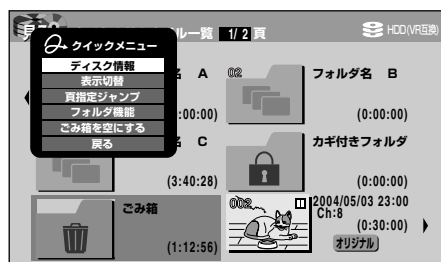 ル一覧 1/2 頁
HDD(VR互換)
クイックメニュー
ディスク情報
表示切替
頁指定ジャンプ
フォルダ機能
ごみ箱を空にする
戻る
A
:00:00)
02
フォルダ名 B
(0:00:00)
C
(3:40:28)
カギ付きフォルダ
(0:00:00)
ごみ箱
(1:12:56)
002
2004/05/03 23:00
Ch:8
(0:30:00)
オリジナル